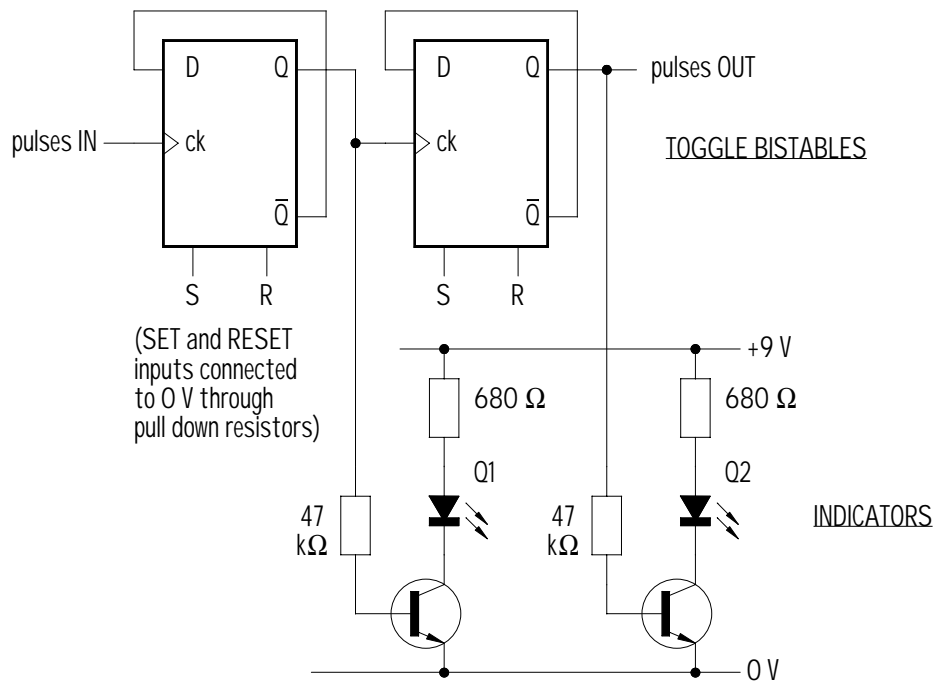 D Q
D Q
pulses OUT
pulses IN
ck
ck
TOGGLE BISTABLES
Q̅
Q̅
S R
S R
(SET and RESET
inputs connected
to 0 V through
pull down resistors)
+9 V
680 Ω
680 Ω
Q1
Q2
47
kΩ
47
kΩ
INDICATORS
0 V